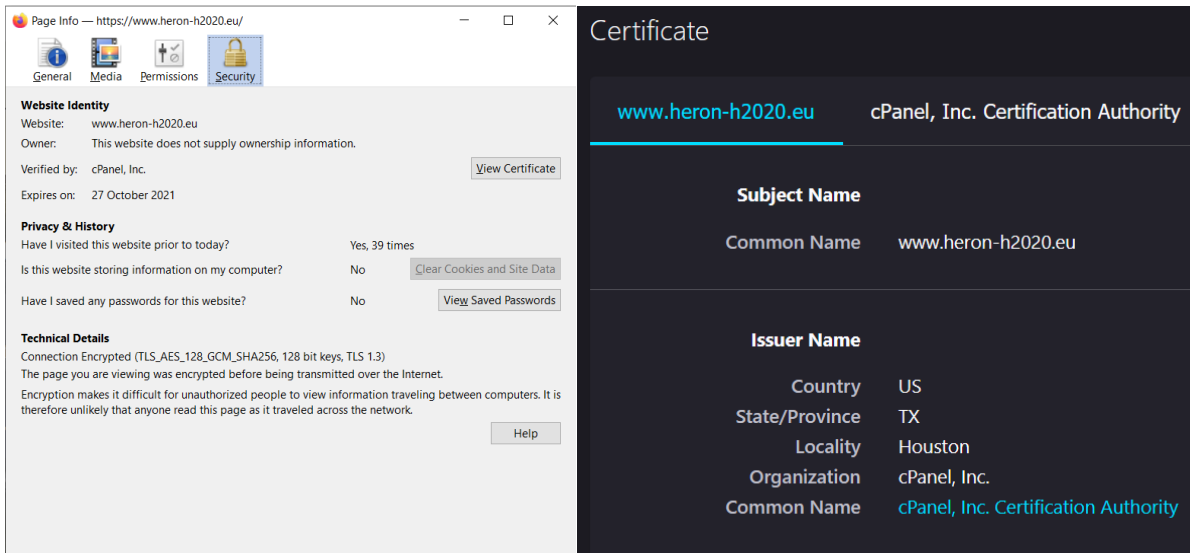 Page Info — https://www.heron-h2020.eu/
General Media Permissions Security
Website Identity
Website: www.heron-h2020.eu
Owner: This website does not supply ownership information.
Verified by: cPanel, Inc. View Certificate
Expires on: 27 October 2021
Privacy & History
Have I visited this website prior to today? Yes, 39 times
Is this website storing information on my computer? No Clear Cookies and Site Data
Have I saved any passwords for this website? No View Saved Passwords
Technical Details
Connection Encrypted (TLS_AES_128_GCM_SHA256, 128 bit keys, TLS 1.3)
The page you are viewing was encrypted before being transmitted over the Internet.
Encryption makes it difficult for unauthorized people to view information traveling between computers. It is
therefore unlikely that anyone read this page as it traveled across the network.
Help
Certificate
www.heron-h2020.eu cPanel, Inc. Certification Authority
Subject Name
Common Name www.heron-h2020.eu
Issuer Name
Country US
State/Province TX
Locality Houston
Organization cPanel, Inc.
Common Name cPanel, Inc. Certification Authority